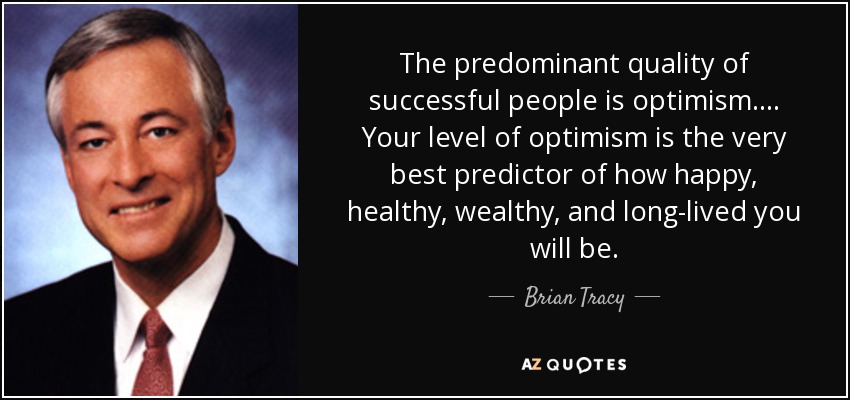 The predominant quality of
successful people is optimism....
Your level of optimism is the very
best predictor of how happy,
healthy, wealthy, and long-lived you
will be.
Brian Tracy
AZ QUOTES